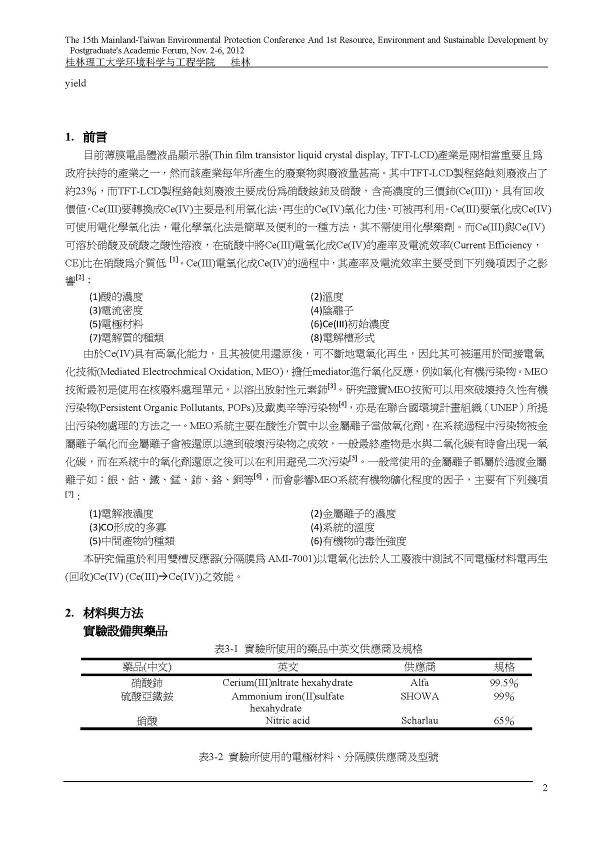 The 15th Mainland-Taiwan Environmental Protection Conference And 1st Resource, Environment and Sustainable Development by
Postgraduate's Academic Forum, Nov. 2-6, 2012
桂林理工大学环境科学与工程学院 桂林
yield
1. 前言
目前薄膜電晶體液晶顯示器(Thin film transistor liquid crystal display, TFT-LCD)產業是兩相當重要且爲
政府扶持的產業之一，然而該產業每年所產生的廢棄物與廢液量甚高。其中TFT-LCD製程鉻蝕刻廢液占了
約23%，而TFT-LCD製程鉻蝕刻廢液主要成份爲硝酸銨鈰及硝酸，含高濃度的三價鈰(Ce(III))，具有回收
價值。Ce(III)要轉換成Ce(IV)主要是利用氧化法，再生的Ce(IV)氧化力佳，可被再利用。Ce(III)要氧化成Ce(IV)
可使用電化學氧化法，電化學氧化法是簡單及便利的一種方法，其不需使用化學藥劑。而Ce(III)與Ce(IV)
可溶於硝酸及硫酸之酸性溶液，在硫酸中將Ce(III)電氧化成Ce(IV)的產率及電流效率(Current Efficiency，
CE)比在硝酸爲介質低 [1]。Ce(III)電氧化成Ce(IV)的過程中，其產率及電流效率主要受到下列幾項因子之影
響[2]：
(1)酸的濃度 (2)溫度
(3)電流密度 (4)陰離子
(5)電極材料 (6)Ce(III)初始濃度
(7)電解質的種類 (8)電解槽形式
由於Ce(IV)具有高氧化能力，且其被使用還原後，可不斷地電氧化再生，因此其可被運用於間接電氧
化技術(Mediated Electrochmical Oxidation, MEO)，擔任mediator進行氧化反應，例如氧化有機污染物。MEO
技術最初是使用在核廢料處理單元，以溶出放射性元素鈽[3]。研究證實MEO技術可以用來破壞持久性有機
污染物(Persistent Organic Pollutants, POPs)及戴奧辛等污染物[4]，亦是在聯合國環境計畫組織（UNEP）所提
出污染物處理的方法之一。MEO系統主要在酸性介質中以金屬離子當做氧化劑，在系統過程中污染物被金
屬離子氧化而金屬離子會被還原以達到破壞污染物之成效，一般最終產物是水與二氧化碳有時會出現一氧
化碳，而在系統中的氧化劑還原之後可以在利用避免二次污染[5]。一般常使用的金屬離子都屬於過渡金屬
離子如：銀、鈷、鐵、錳、鈰、鉻、銅等[6]，而會影響MEO系統有機物礦化程度的因子，主要有下列幾項
[7]：
(1)電解液濃度 (2)金屬離子的濃度
(3)CO形成的多寡 (4)系統的溫度
(5)中間產物的種類 (6)有機物的毒性強度
本研究偏重於利用雙槽反應器(分隔膜爲 AMI-7001)以電氧化法於人工廢液中測試不同電極材料電再生
(回收)Ce(IV) (Ce(III)→Ce(IV))之效能。
2. 材料與方法
實驗設備與藥品
表3-1 實驗所使用的藥品中英文供應商及規格
藥品(中文) 英文 供應商 規格
硝酸鈰 Cerium(III)nltrate hexahydrate Alfa 99.5%
硫酸亞鐵銨 Ammonium iron(II)sulfate SHOWA 99%
hexahydrate
硝酸 Nitric acid Scharlau 65%
表3-2 實驗所使用的電極材料、分隔膜供應商及型號
2